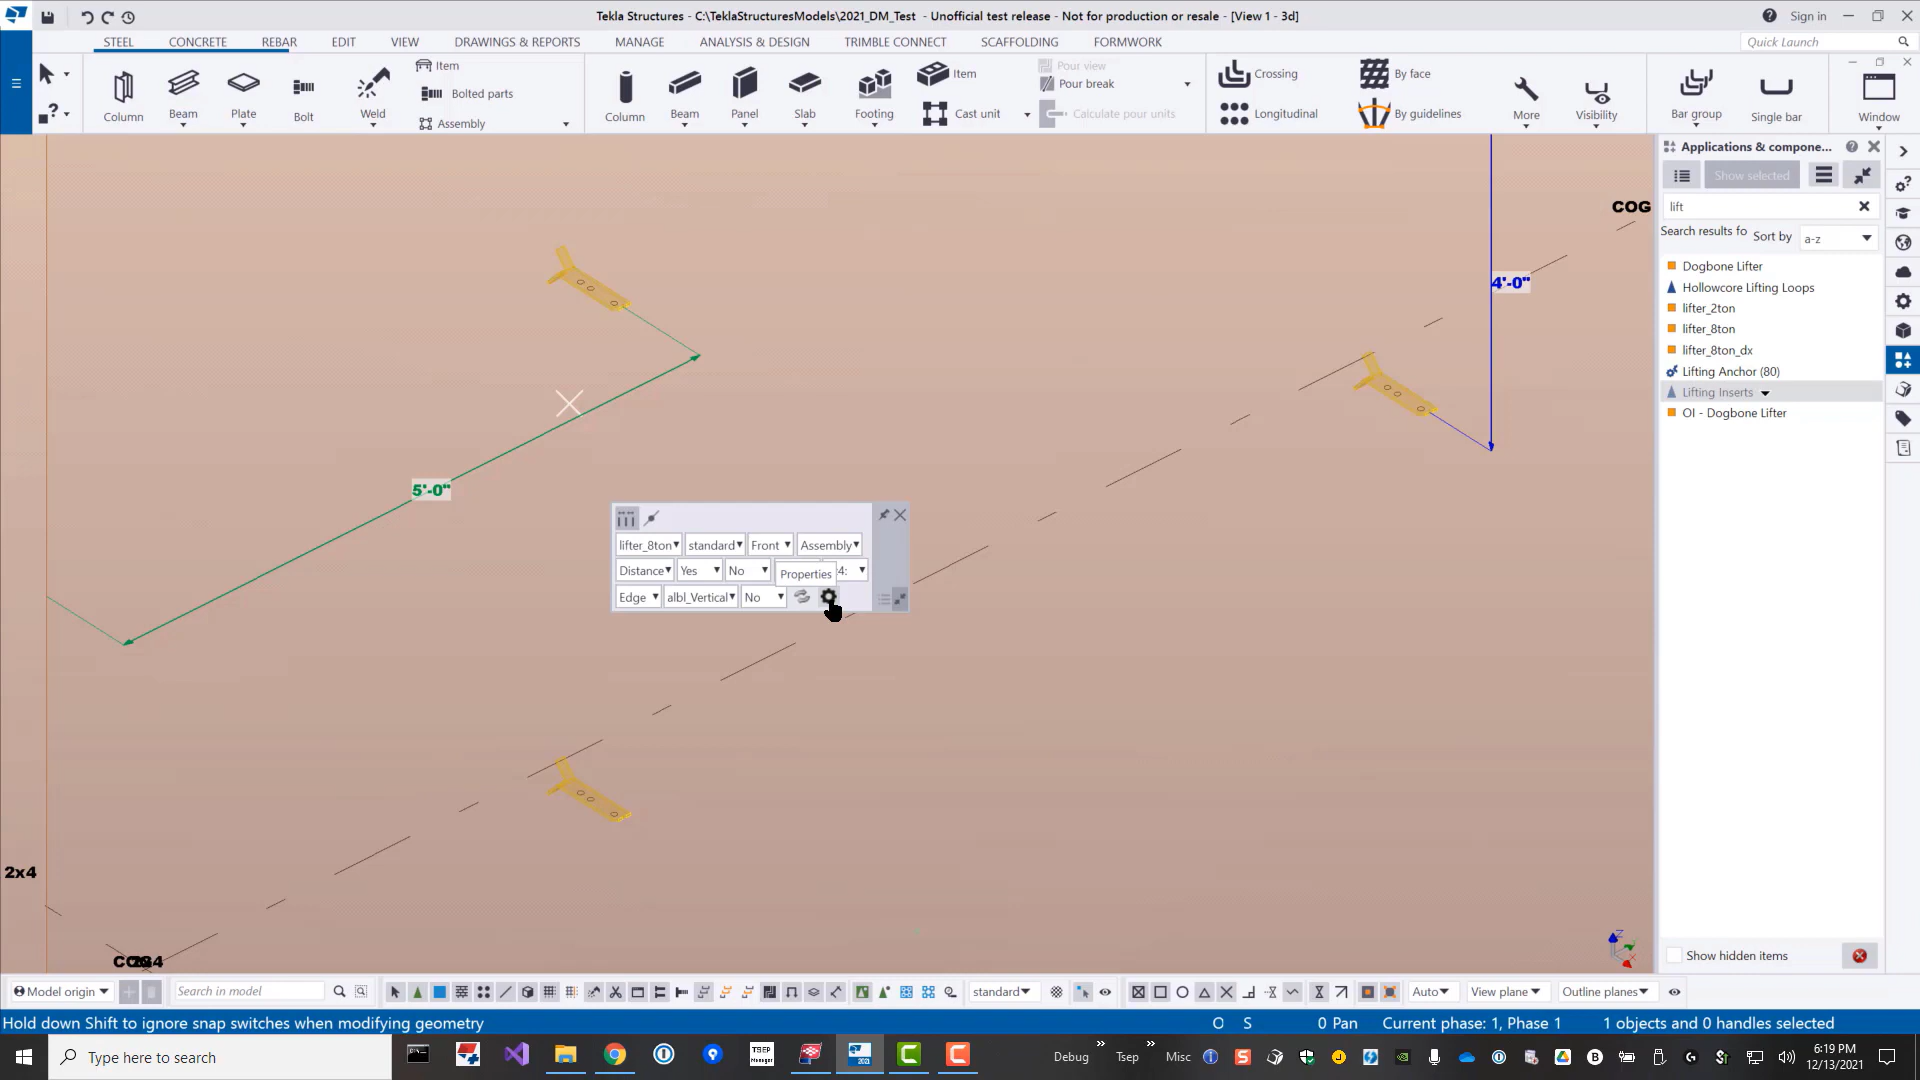 Tekla Structures - C:\TeklaStructuresModels\2021_DM_Test - Unofficial test release - Not for production or resale - [View 1 - 3d]
Sign in
STEEL CONCRETE REBAR EDIT VIEW DRAWINGS & REPORTS MANAGE ANALYSIS & DESIGN TRIMBLE CONNECT SCAFFOLDING FORMWORK
Quick Launch
Column Beam Plate Bolt Weld
Item
Bolted parts
Assembly
Column Beam Panel Slab Footing
Item
Cast unit
Pour view
Pour break
Calculate pour units
Crossing
Longitudinal
By face
By guidelines
More Visibility Bar group Single bar Window
Applications & compone...
Show selected
lift
Search results fo Sort by a-z
Dogbone Lifter
Hollowcore Lifting Loops
lifter_2ton
lifter_8ton
lifter_8ton_dx
Lifting Anchor (80)
Lifting Inserts
OI - Dogbone Lifter
Show hidden items
COG
4'-0"
5'-0"
lifter_8ton standard Front Assembly
Distance Yes No 4:
Properties
Edge albl_Vertical No
2x4
Model origin Search in model standard Auto View plane Outline planes
Hold down Shift to ignore snap switches when modifying geometry O S 0 Pan Current phase: 1, Phase 1 1 objects and 0 handles selected
Type here to search
TSEP
Manager
Debug Tsep Misc
6:19 PM
12/13/2021